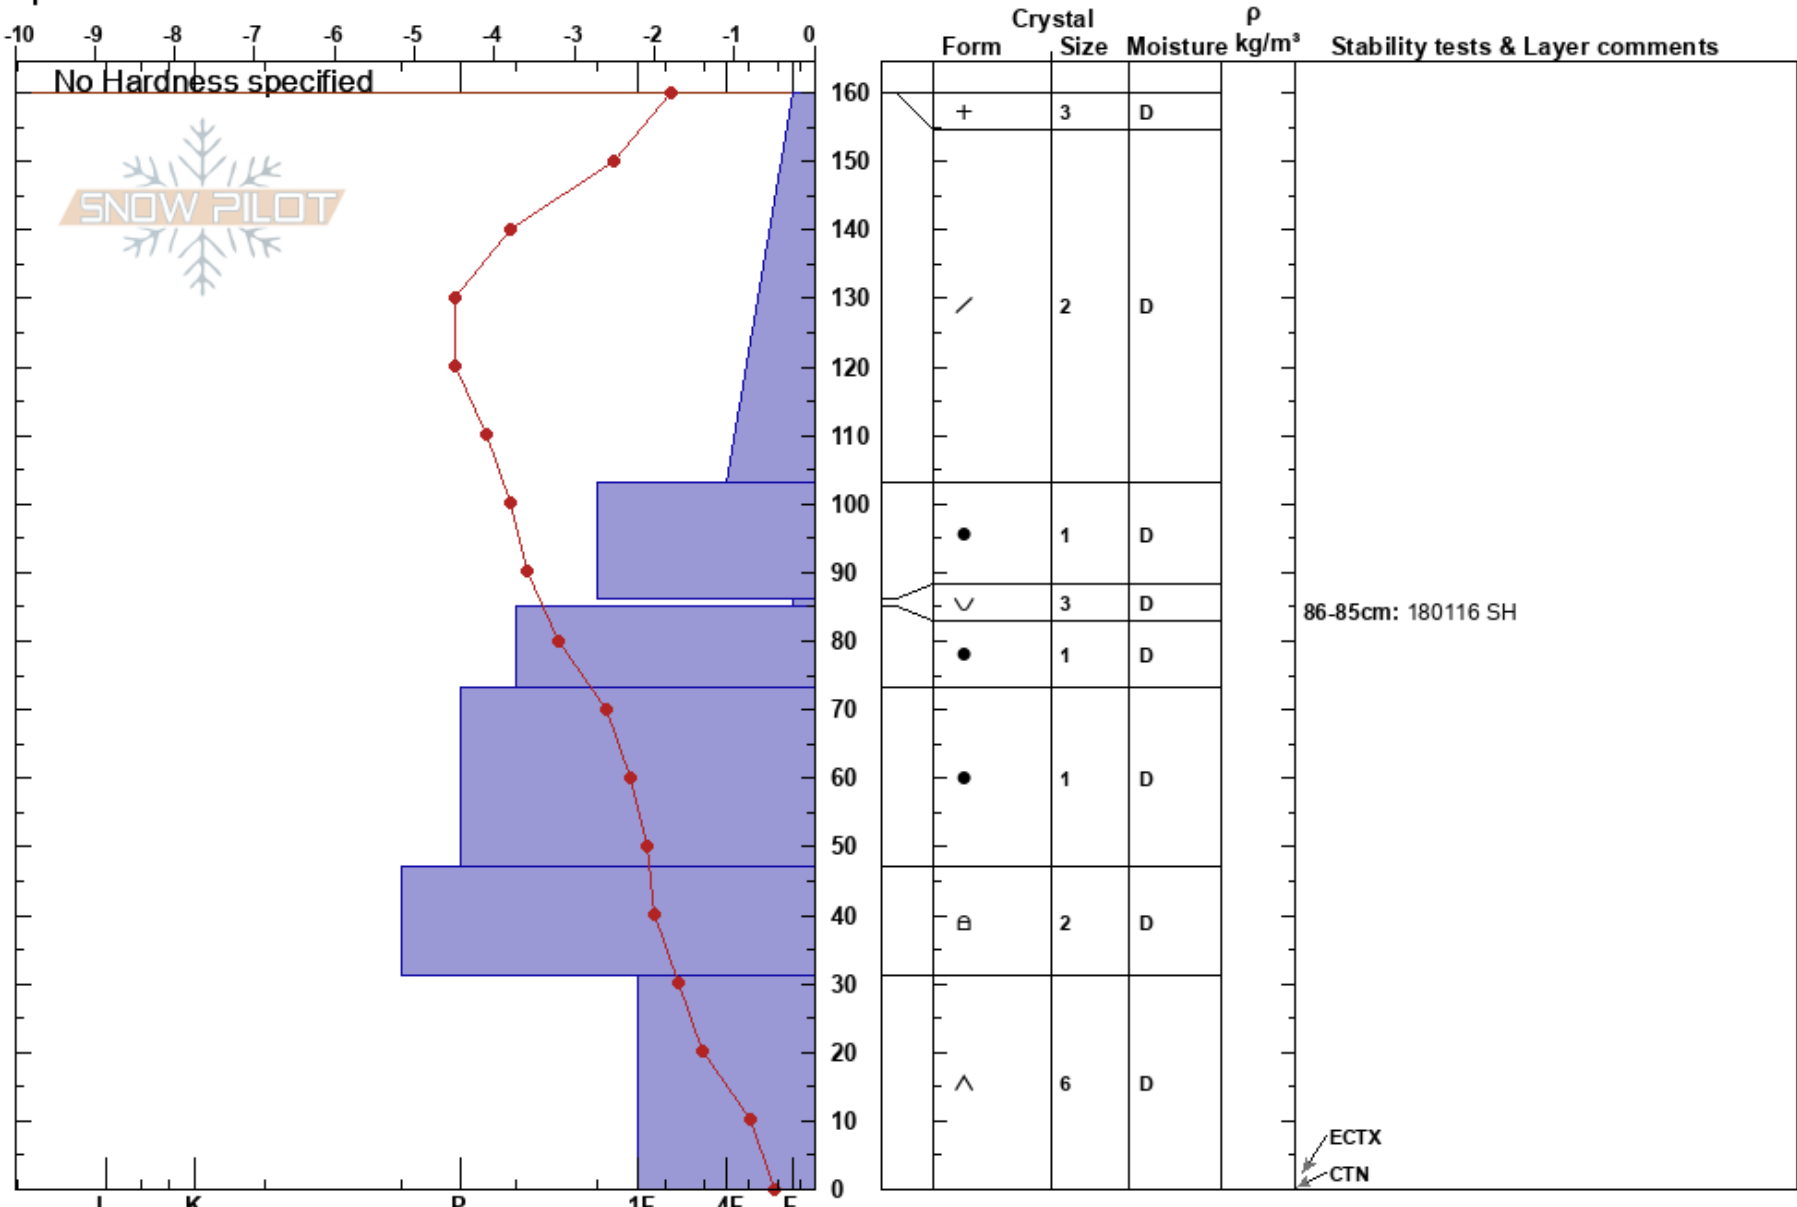 Crystal ρ
-10 -9 -8 -7 -6 -5 -4 -3 -2 -1 0 Form Size Moisture kg/m³ Stability tests & Layer comments
No Hardness specified
160 + 3 D
SNOW PILOT
150
140
130 2 D
120
110
100
1 D
90
3 D 86-85cm: 180116 SH
80 1 D
70
60 1 D
50
40 2 D
30
20
6 D
10 ECTX
CTN
0
I K P 1F 4F F